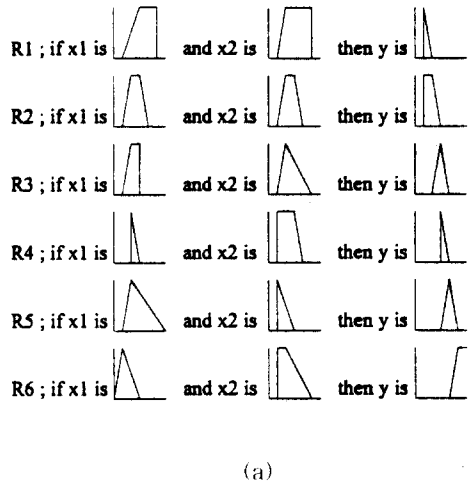 R1 ; if x1 is and x2 is then y is
R2 ; if x1 is and x2 is then y is
R3 ; if x1 is and x2 is then y is
R4 ; if x1 is and x2 is then y is
R5 ; if x1 is and x2 is then y is
R6 ; if x1 is and x2 is then y is
(a)